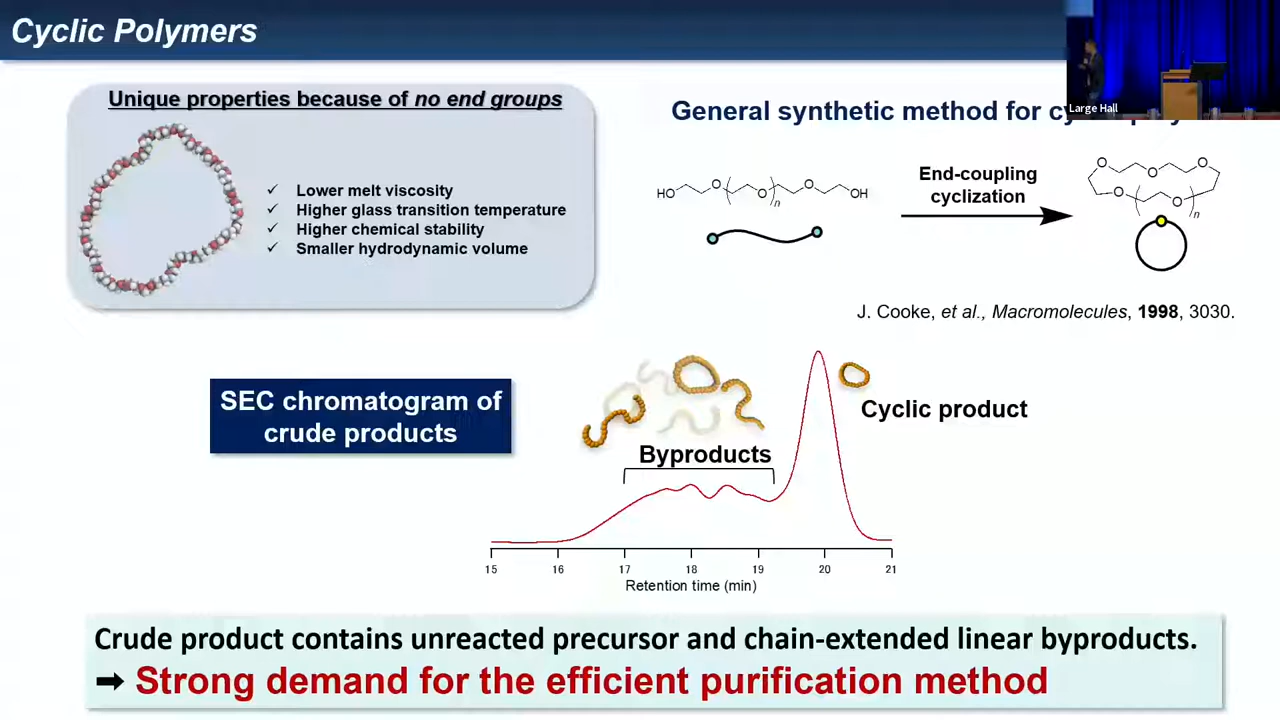 Cyclic Polymers
Large Hall
Unique properties because of no end groups
✓ Lower melt viscosity
✓ Higher glass transition temperature
✓ Higher chemical stability
✓ Smaller hydrodynamic volume
General synthetic method for cy
HO O O n O OH
End-coupling
cyclization
O O O O O n
J. Cooke, et al., Macromolecules, 1998, 3030.
SEC chromatogram of
crude products
Byproducts
Cyclic product
15 16 17 18 19 20 21
Retention time (min)
Crude product contains unreacted precursor and chain-extended linear byproducts.
➞ Strong demand for the efficient purification method